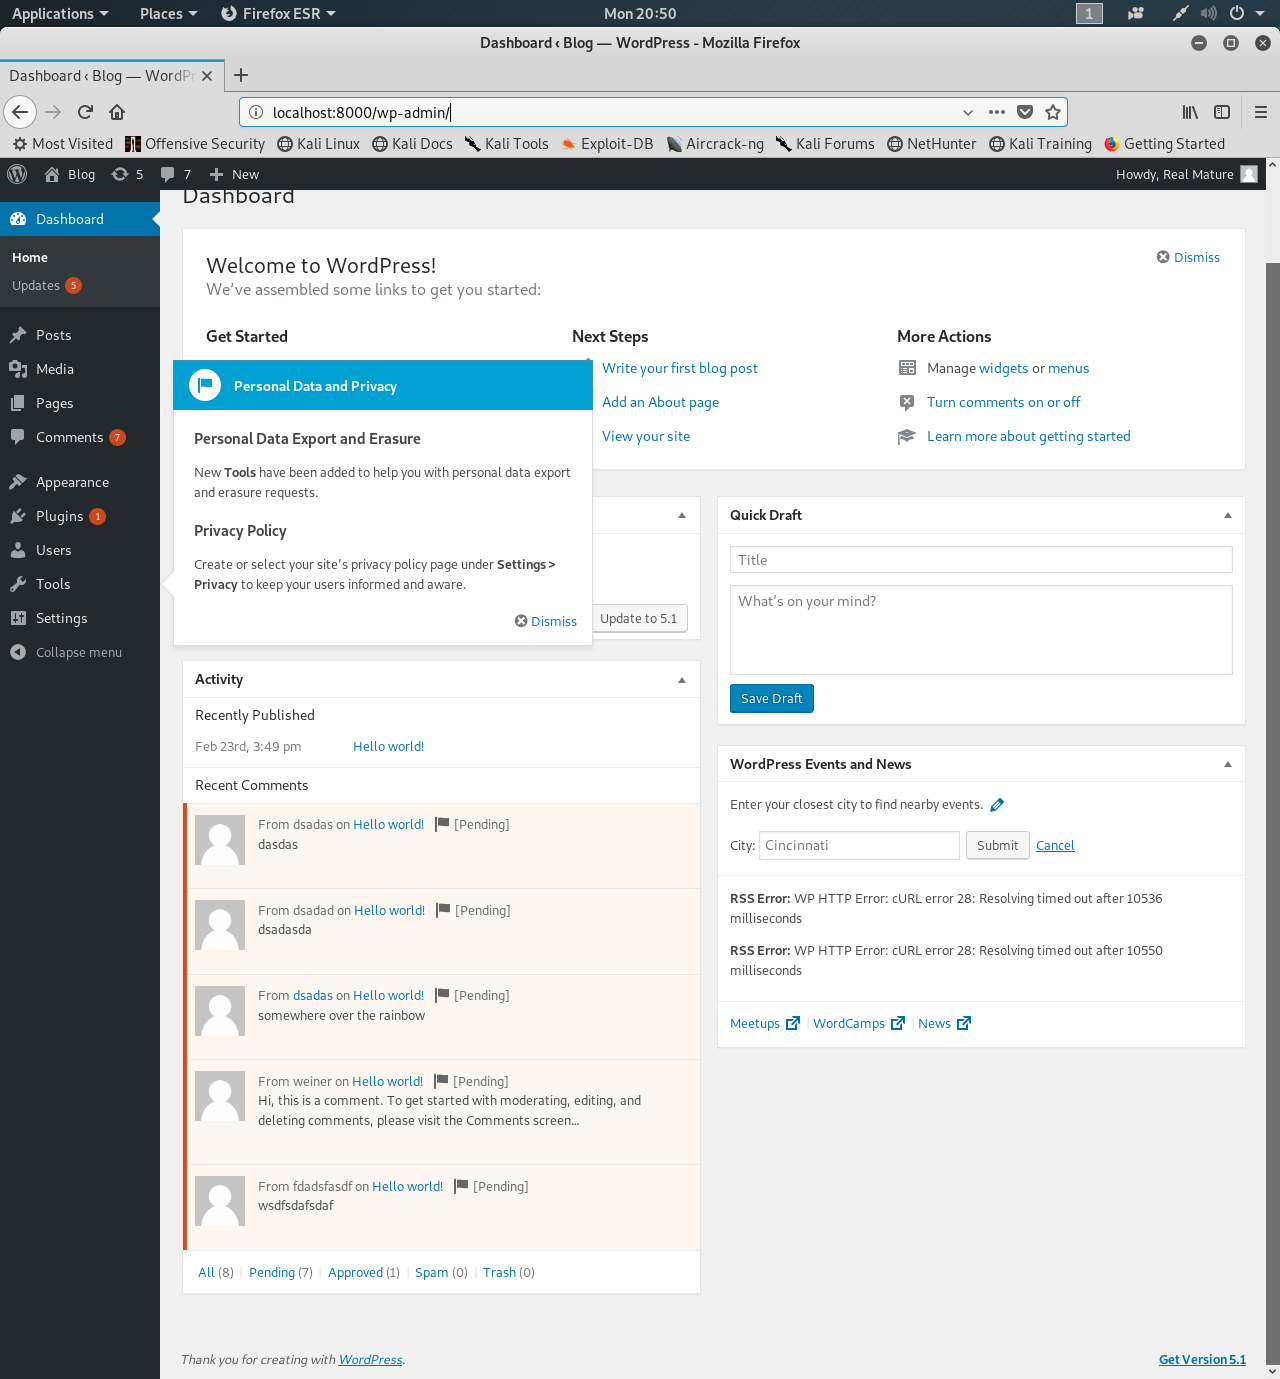 Applications Places Firefox ESR Mon 20:50 1
Dashboard ‹ Blog — WordPress - Mozilla Firefox
Dashboard ‹ Blog — WordPr
localhost:8000/wp-admin/
Most Visited Offensive Security Kali Linux Kali Docs Kali Tools Exploit-DB Aircrack-ng Kali Forums NetHunter Kali Training Getting Started
Blog 5 7 New Howdy, Real Mature
Dashboard
Home
Updates 5
Posts
Media
Pages
Comments 7
Appearance
Plugins 1
Users
Tools
Settings
Collapse menu
Dashboard
Welcome to WordPress!
Dismiss
We've assembled some links to get you started:
Get Started
Next Steps
Write your first blog post
Add an About page
View your site
More Actions
Manage widgets or menus
Turn comments on or off
Learn more about getting started
Personal Data and Privacy
Personal Data Export and Erasure
New Tools have been added to help you with personal data export
and erasure requests.
Privacy Policy
Create or select your site's privacy policy page under Settings >
Privacy to keep your users informed and aware.
Dismiss
Update to 5.1
Activity
Recently Published
Feb 23rd, 3:49 pm Hello world!
Recent Comments
From dsadas on Hello world! [Pending]
dasdas
From dsadad on Hello world! [Pending]
dsadasda
From dsadas on Hello world! [Pending]
somewhere over the rainbow
From weiner on Hello world! [Pending]
Hi, this is a comment. To get started with moderating, editing, and
deleting comments, please visit the Comments screen…
From fdadsfasdf on Hello world! [Pending]
wsdfsdafsdaf
All (8) | Pending (7) | Approved (1) | Spam (0) | Trash (0)
Quick Draft
Title
What's on your mind?
Save Draft
WordPress Events and News
Enter your closest city to find nearby events.
City: Cincinnati Submit Cancel
RSS Error: WP HTTP Error: cURL error 28: Resolving timed out after 10536
milliseconds
RSS Error: WP HTTP Error: cURL error 28: Resolving timed out after 10550
milliseconds
Meetups | WordCamps | News
Thank you for creating with WordPress.
Get Version 5.1